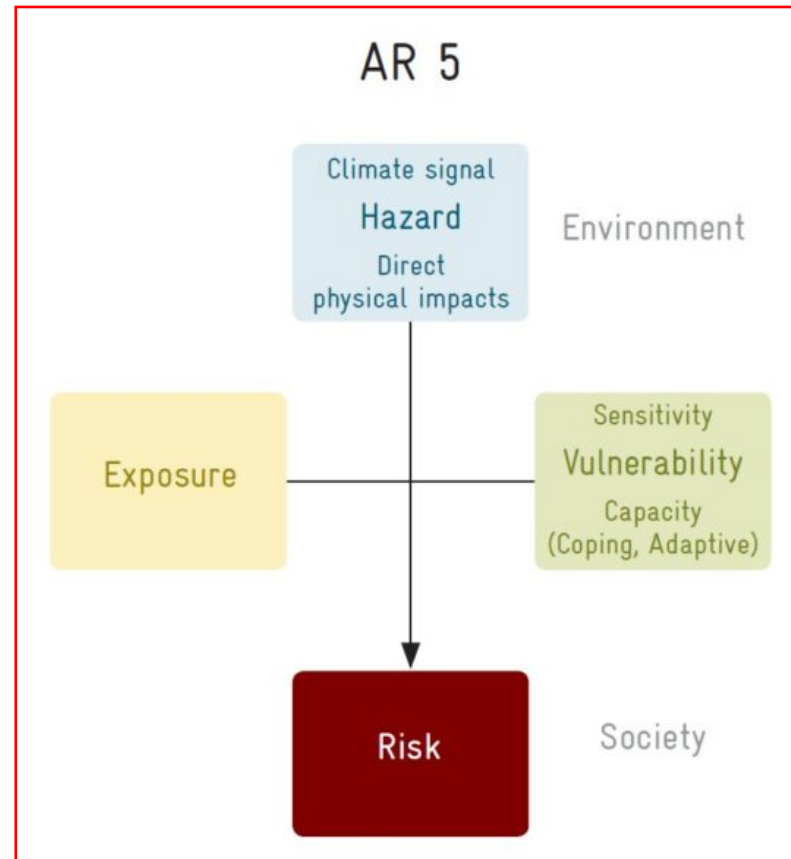 AR 5
Climate signal
Hazard
Direct
physical impacts
Environment
Exposure
Sensitivity
Vulnerability
Capacity
(Coping, Adaptive)
Risk
Society